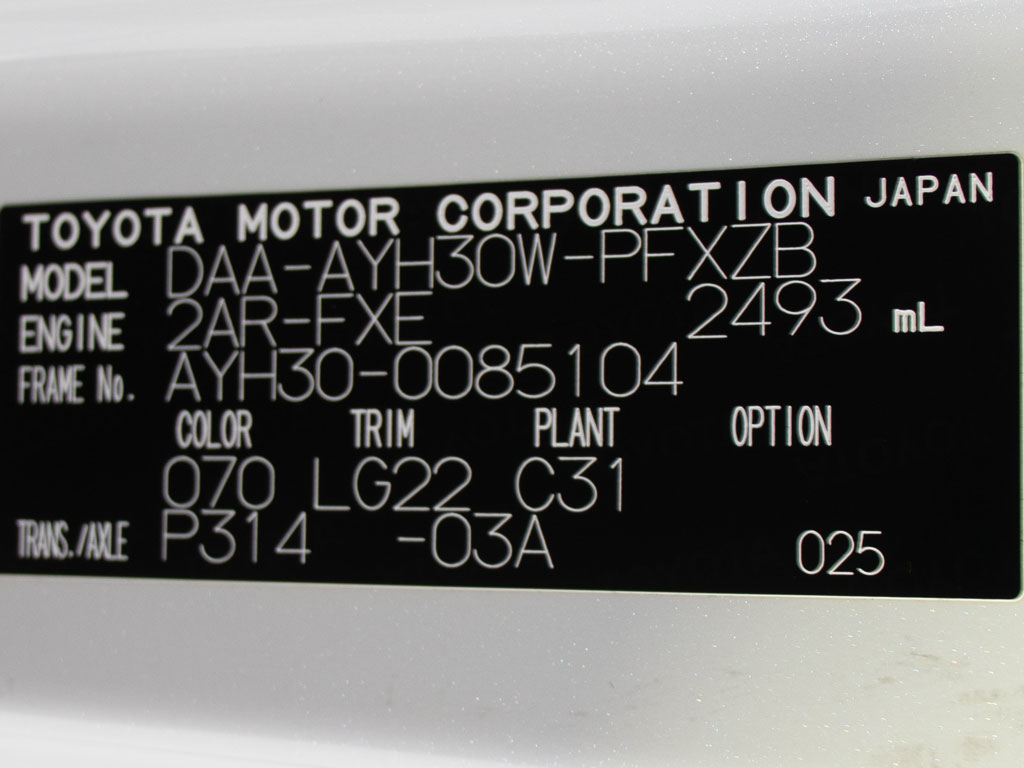 TOYOTA MOTOR CORPORATION JAPAN
MODEL DAA-AYH30W-PFXZB
ENGINE 2AR-FXE 2493 mL
FRAME No. AYH30-0085104
COLOR TRIM PLANT OPTION
070 LG22 C31
TRANS./AXLE P314 -03A 025